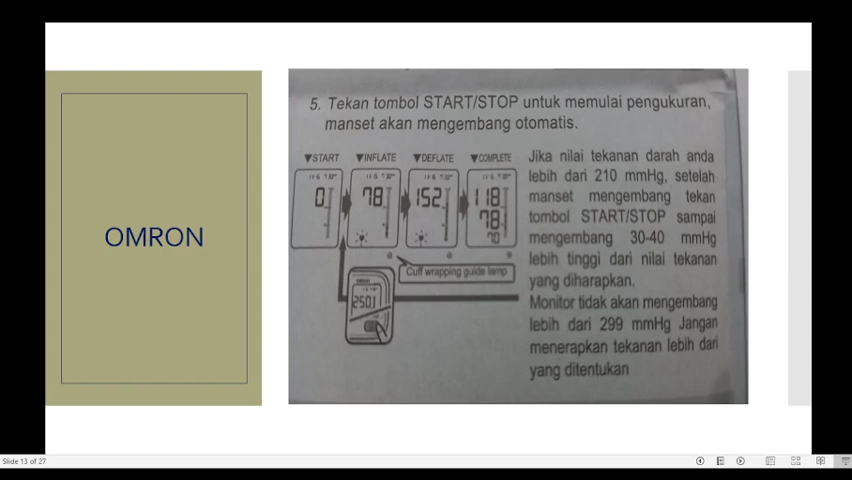 OMRON
5. Tekan tombol START/STOP untuk memulai pengukuran,
manset akan mengembang otomatis.
▼START ▼INFLATE ▼DEFLATE ▼COMPLETE
0 78 152 118
78
70
Cuff wrapping guide lamp
Jika nilai tekanan darah anda
lebih dari 210 mmHg, setelah
manset mengembang tekan
tombol START/STOP sampai
mengembang 30-40 mmHg
lebih tinggi dari nilai tekanan
yang diharapkan.
Monitor tidak akan mengembang
lebih dari 299 mmHg Jangan
menerapkan tekanan lebih dari
yang ditentukan
Slide 13 of 27